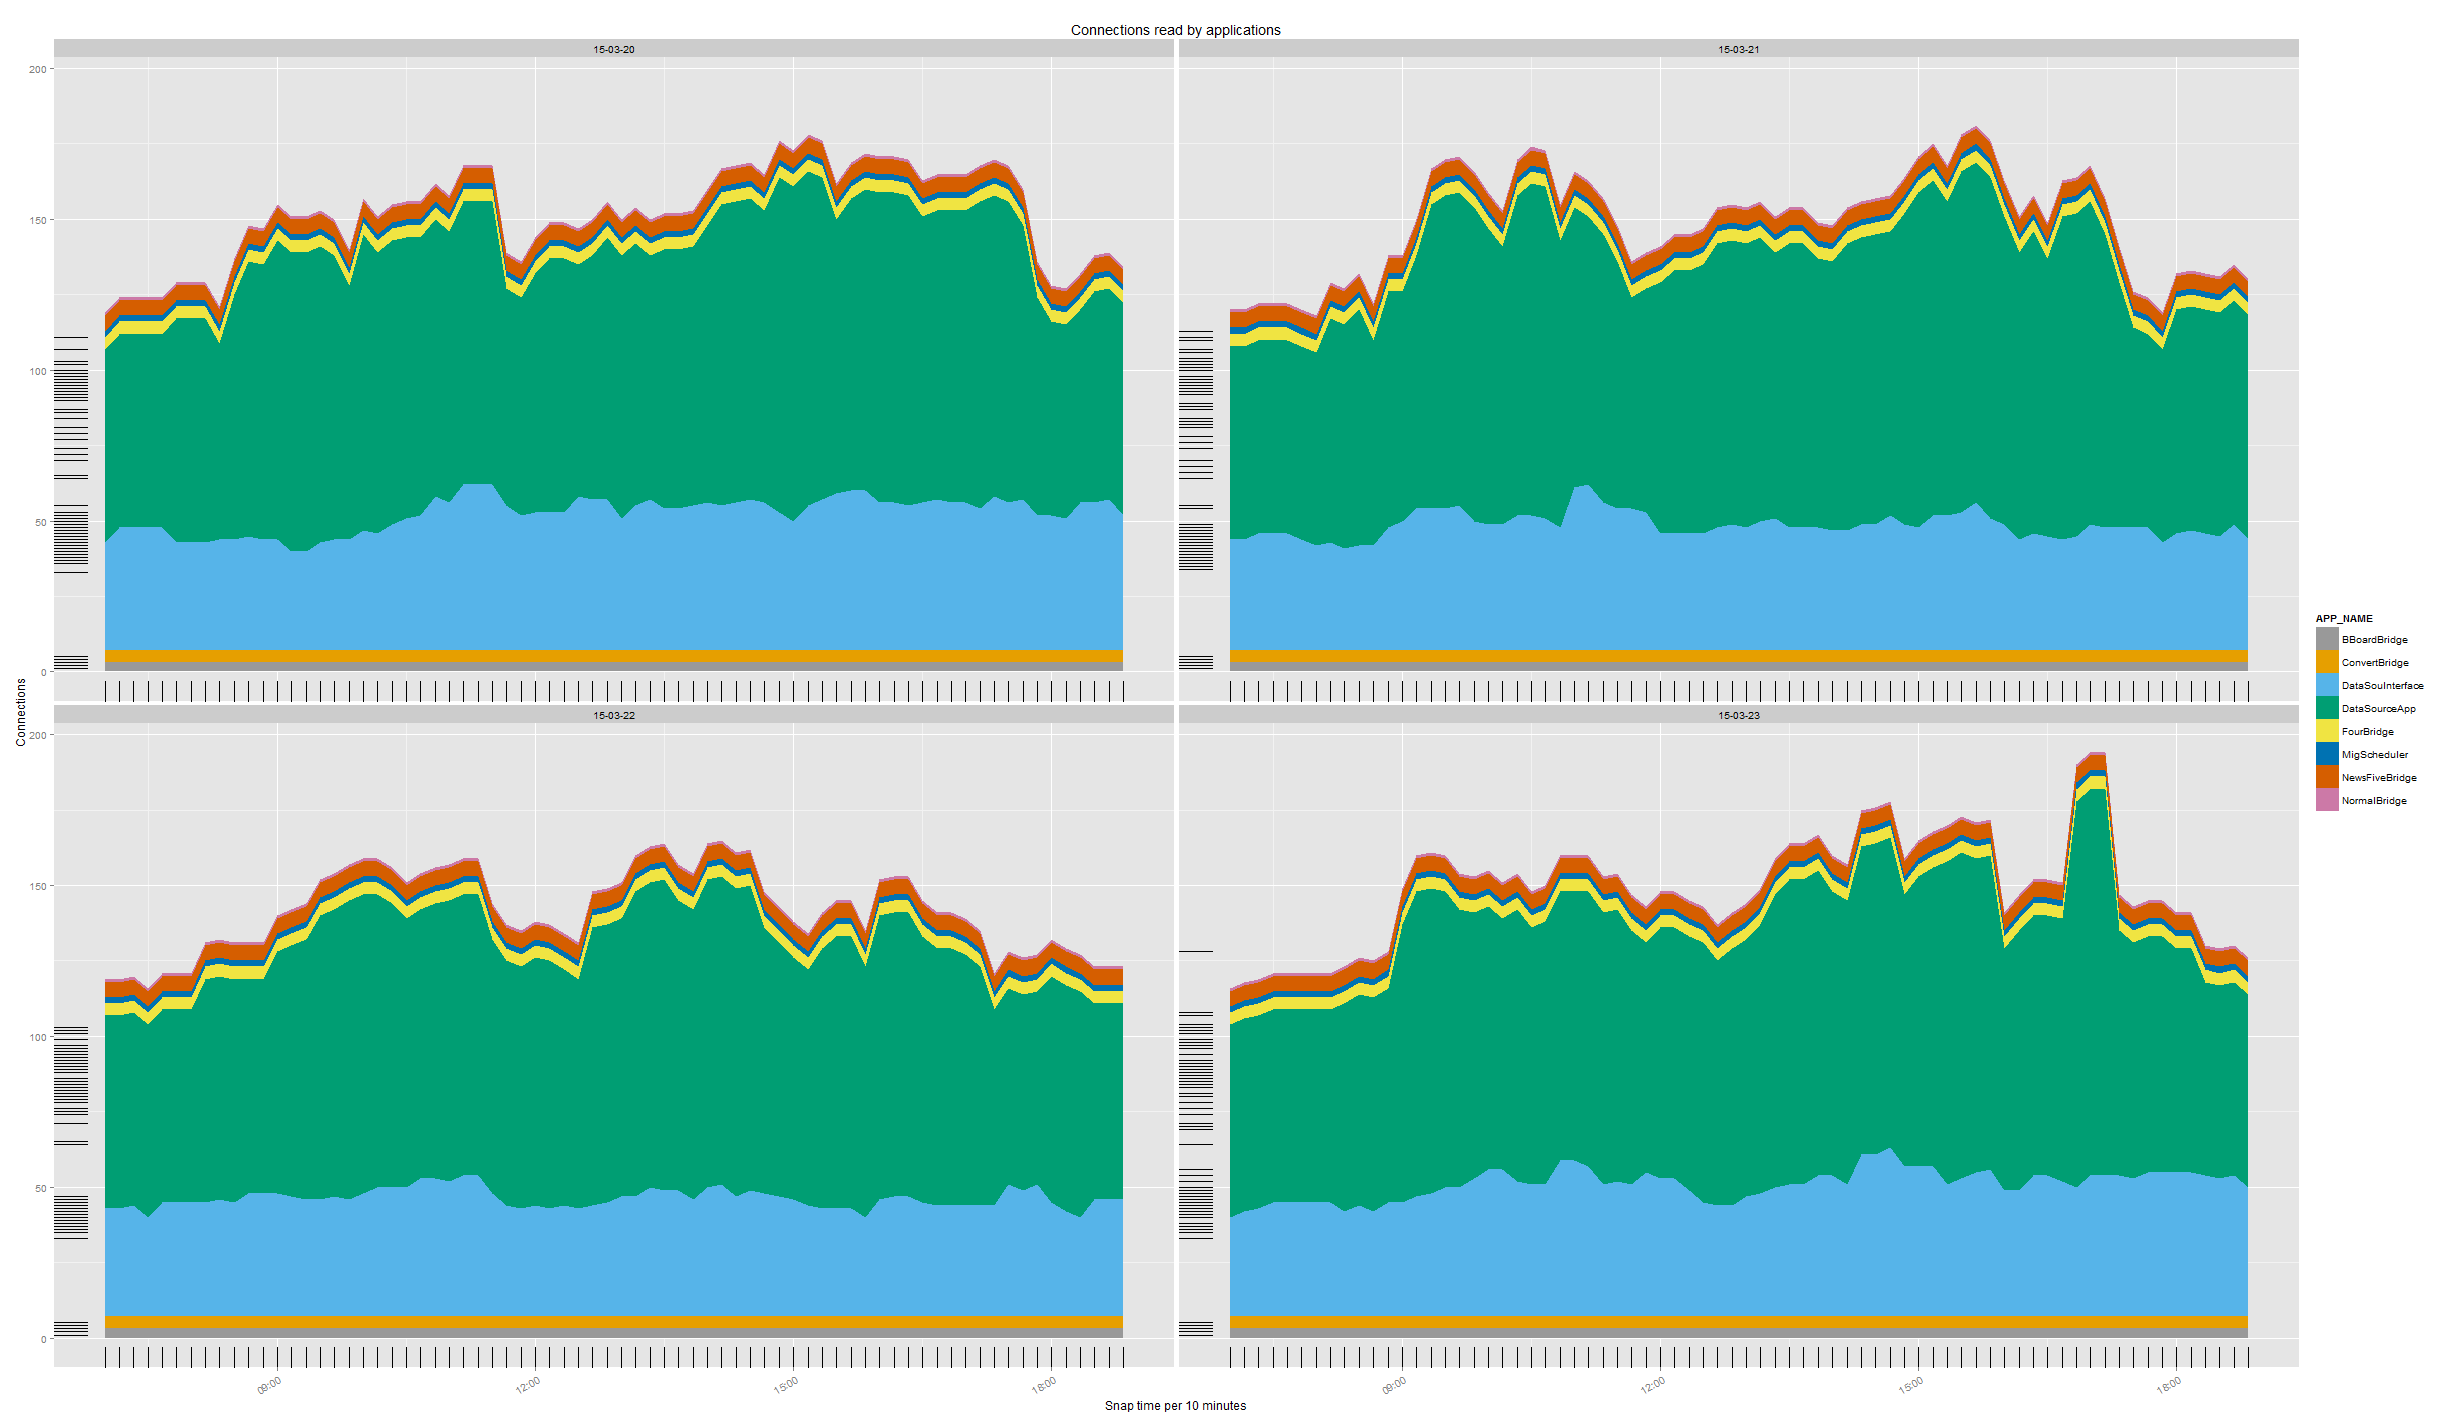 Connections read by applications
15-03-20
15-03-21
200
150
100
50
0
15-03-22
15-03-23
200
150
100
50
0
Connections
09:00
12:00
15:00
18:00
09:00
12:00
15:00
18:00
Snap time per 10 minutes
APP_NAME
BBoardBridge
ConvertBridge
DataSouInterface
DataSourceApp
FourBridge
MigScheduler
NewsFiveBridge
NormalBridge